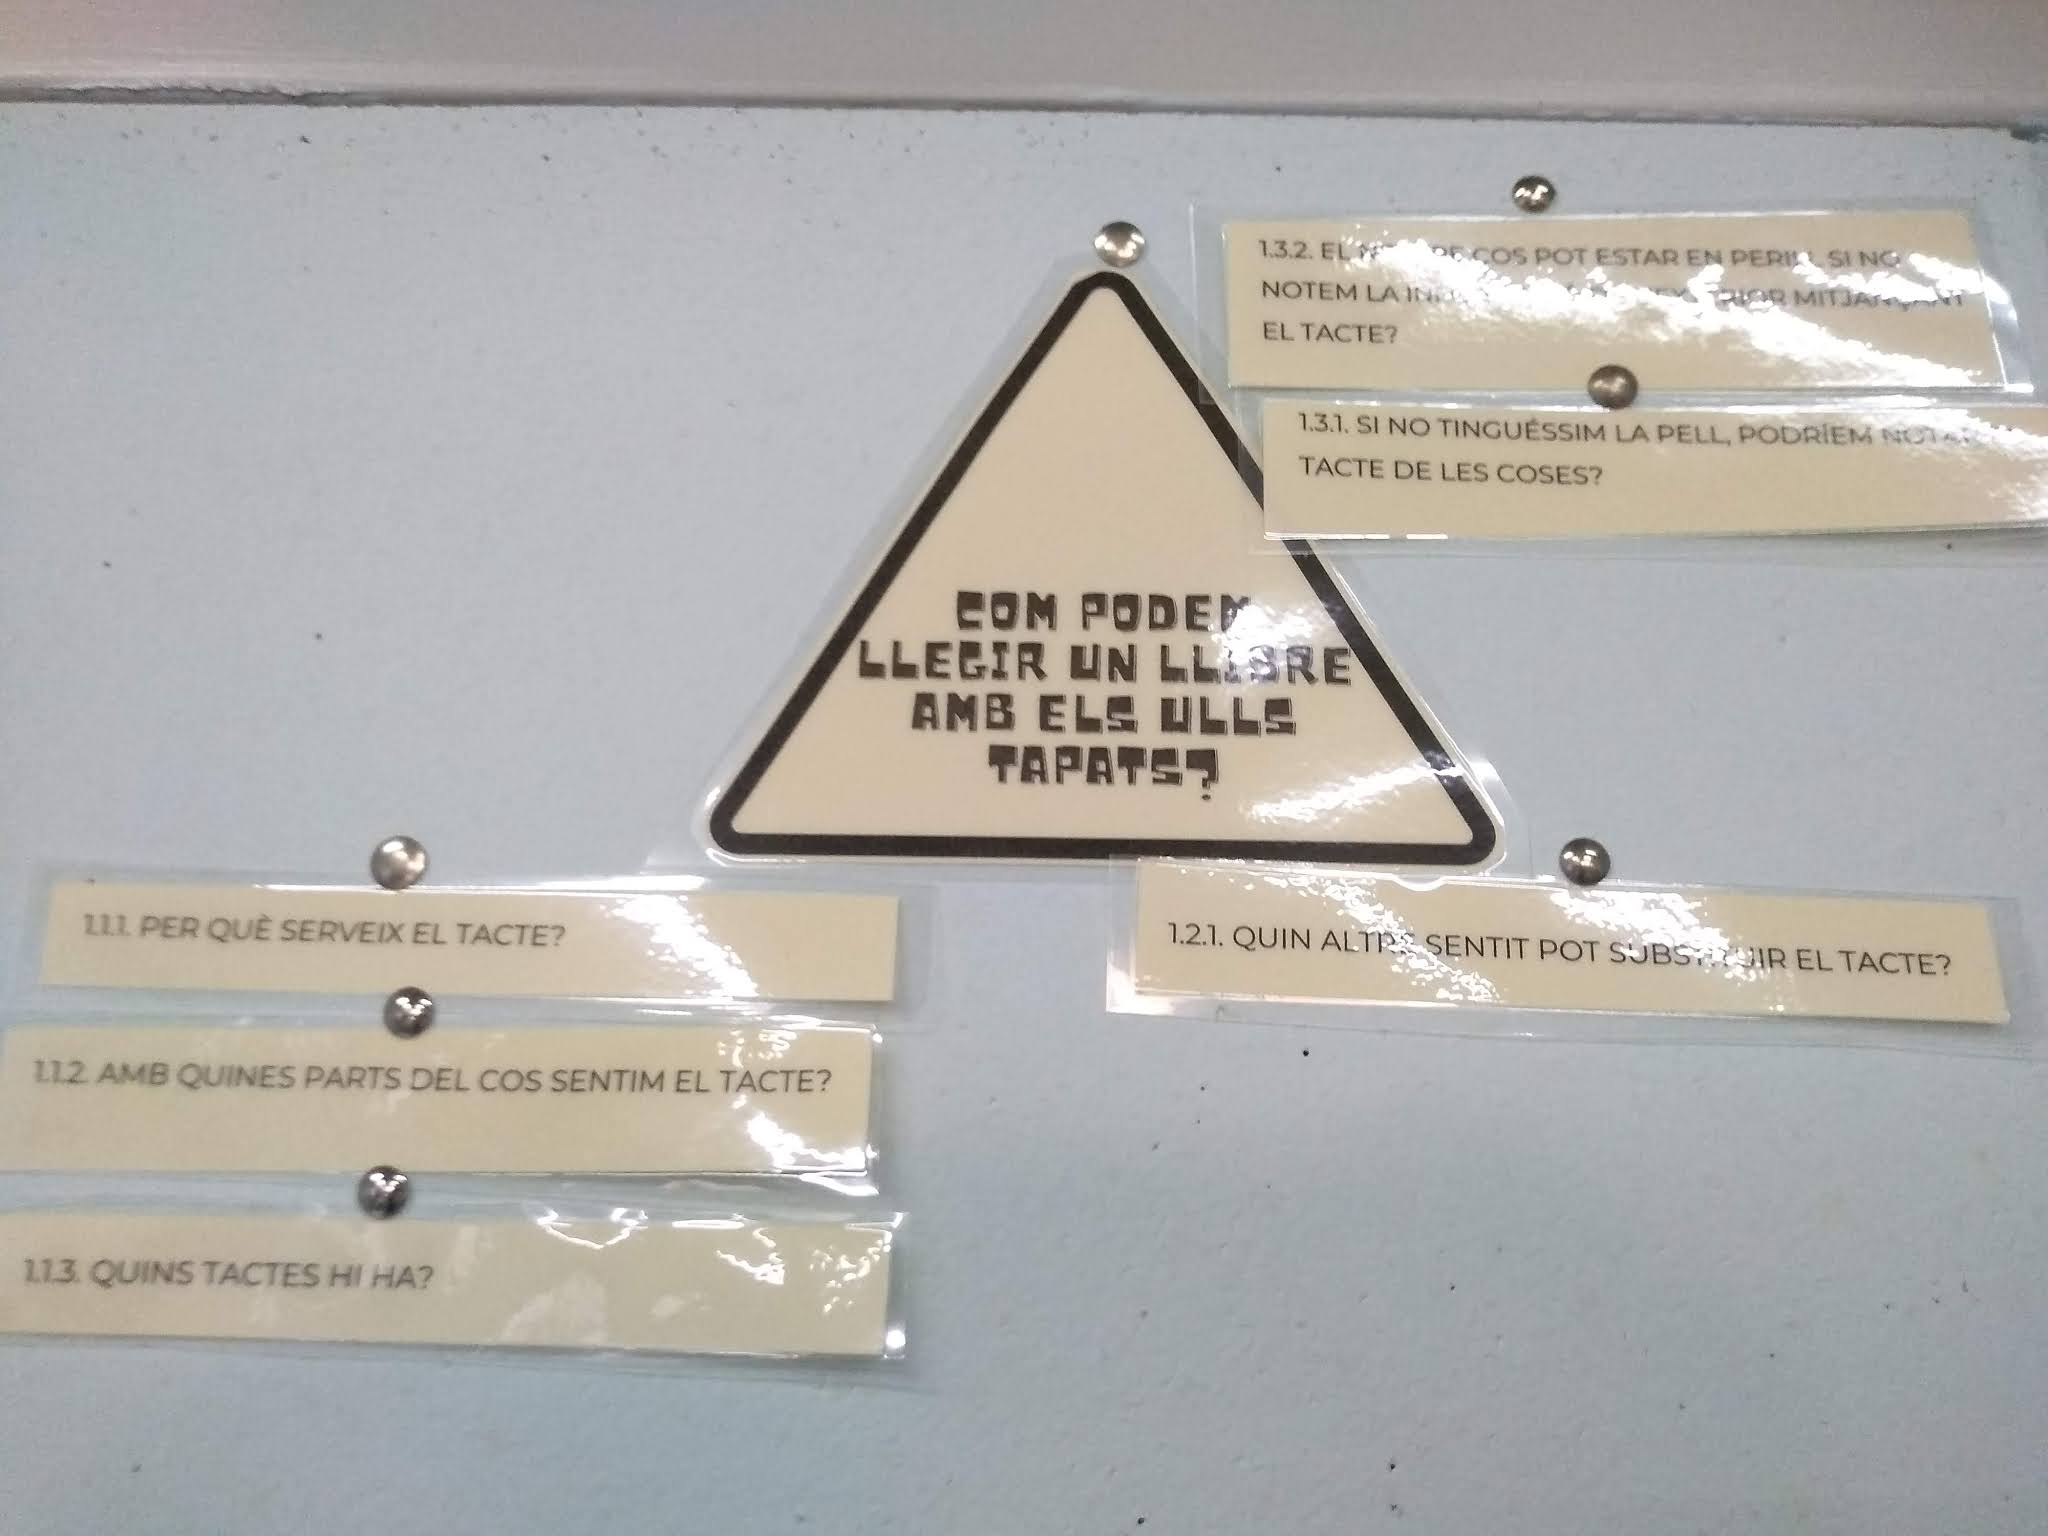 1.3.2. EL COS POT ESTAR EN PERILL SI NO
NOTEM LA MITJANÇANT
EL TACTE?
1.3.1. SI NO TINGUÉSSIM LA PELL, PODRÍEM NOTAR
TACTE DE LES COSES?
COM PODEM
LLEGIR UN LLIBRE
AMB ELS ULLS
TAPATS?
1.1.1. PER QUÈ SERVEIX EL TACTE?
1.1.2. AMB QUINES PARTS DEL COS SENTIM EL TACTE?
1.1.3. QUINS TACTES HI HA?
1.2.1. QUIN ALTRE SENTIT POT SUBSTITUIR EL TACTE?